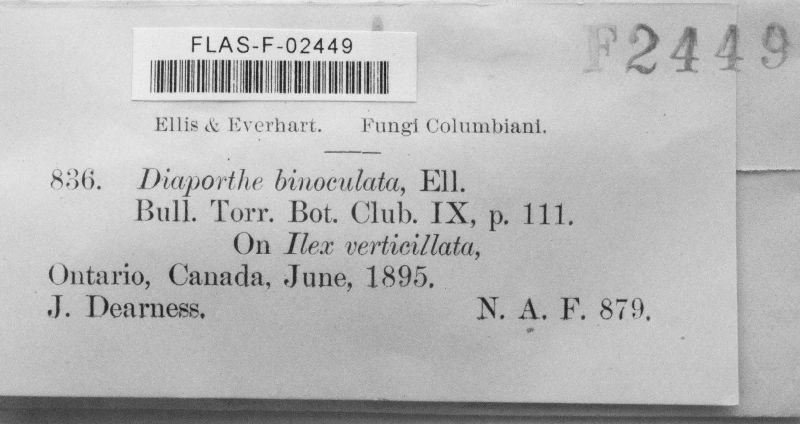 FLAS-F-02449
F2449
Ellis & Everhart. Fungi Columbiani.
836. Diaporthe binoculata, Ell.
Bull. Torr. Bot. Club. IX, p. 111.
On Ilex verticillata,
Ontario, Canada, June, 1895.
J. Dearness. N. A. F. 879.